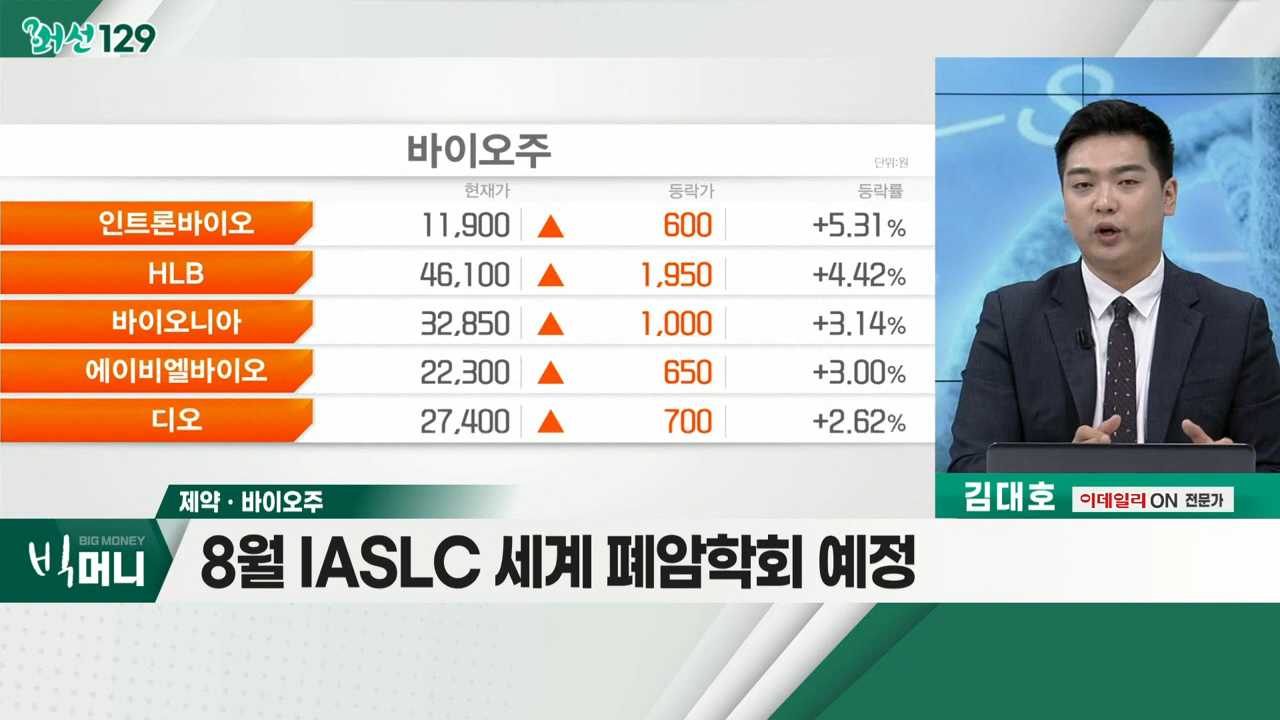 최선129
바이오주
단위:원
현재가 등락가 등락률
인트론바이오 11,900 ▲ 600 +5.31%
HLB 46,100 ▲ 1,950 +4.42%
바이오니아 32,850 ▲ 1,000 +3.14%
에이비엘바이오 22,300 ▲ 650 +3.00%
디오 27,400 ▲ 700 +2.62%
김대호 이데일리ON 전문가
제약·바이오주
BIG MONEY
빅머니
8월 IASLC 세계 폐암학회 예정